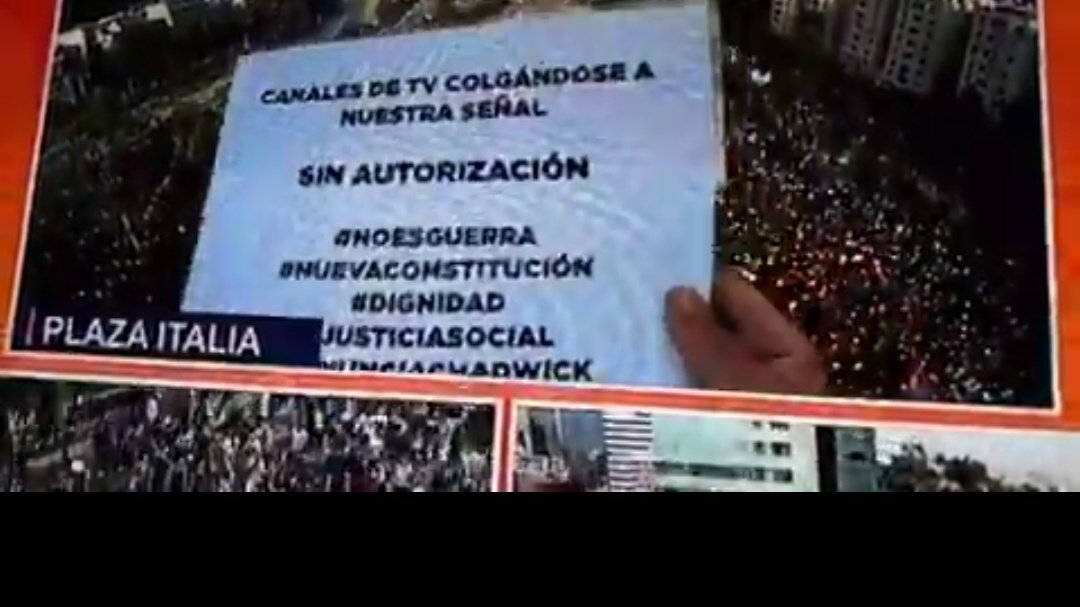 CANALES DE TV COLGÁNDOSE A
NUESTRA SEÑAL
SIN AUTORIZACIÓN
#NOESGUERRA
#NUEVACONSTITUCIÓN
#DIGNIDAD
JUSTICIASOCIAL
PLAZA ITALIA